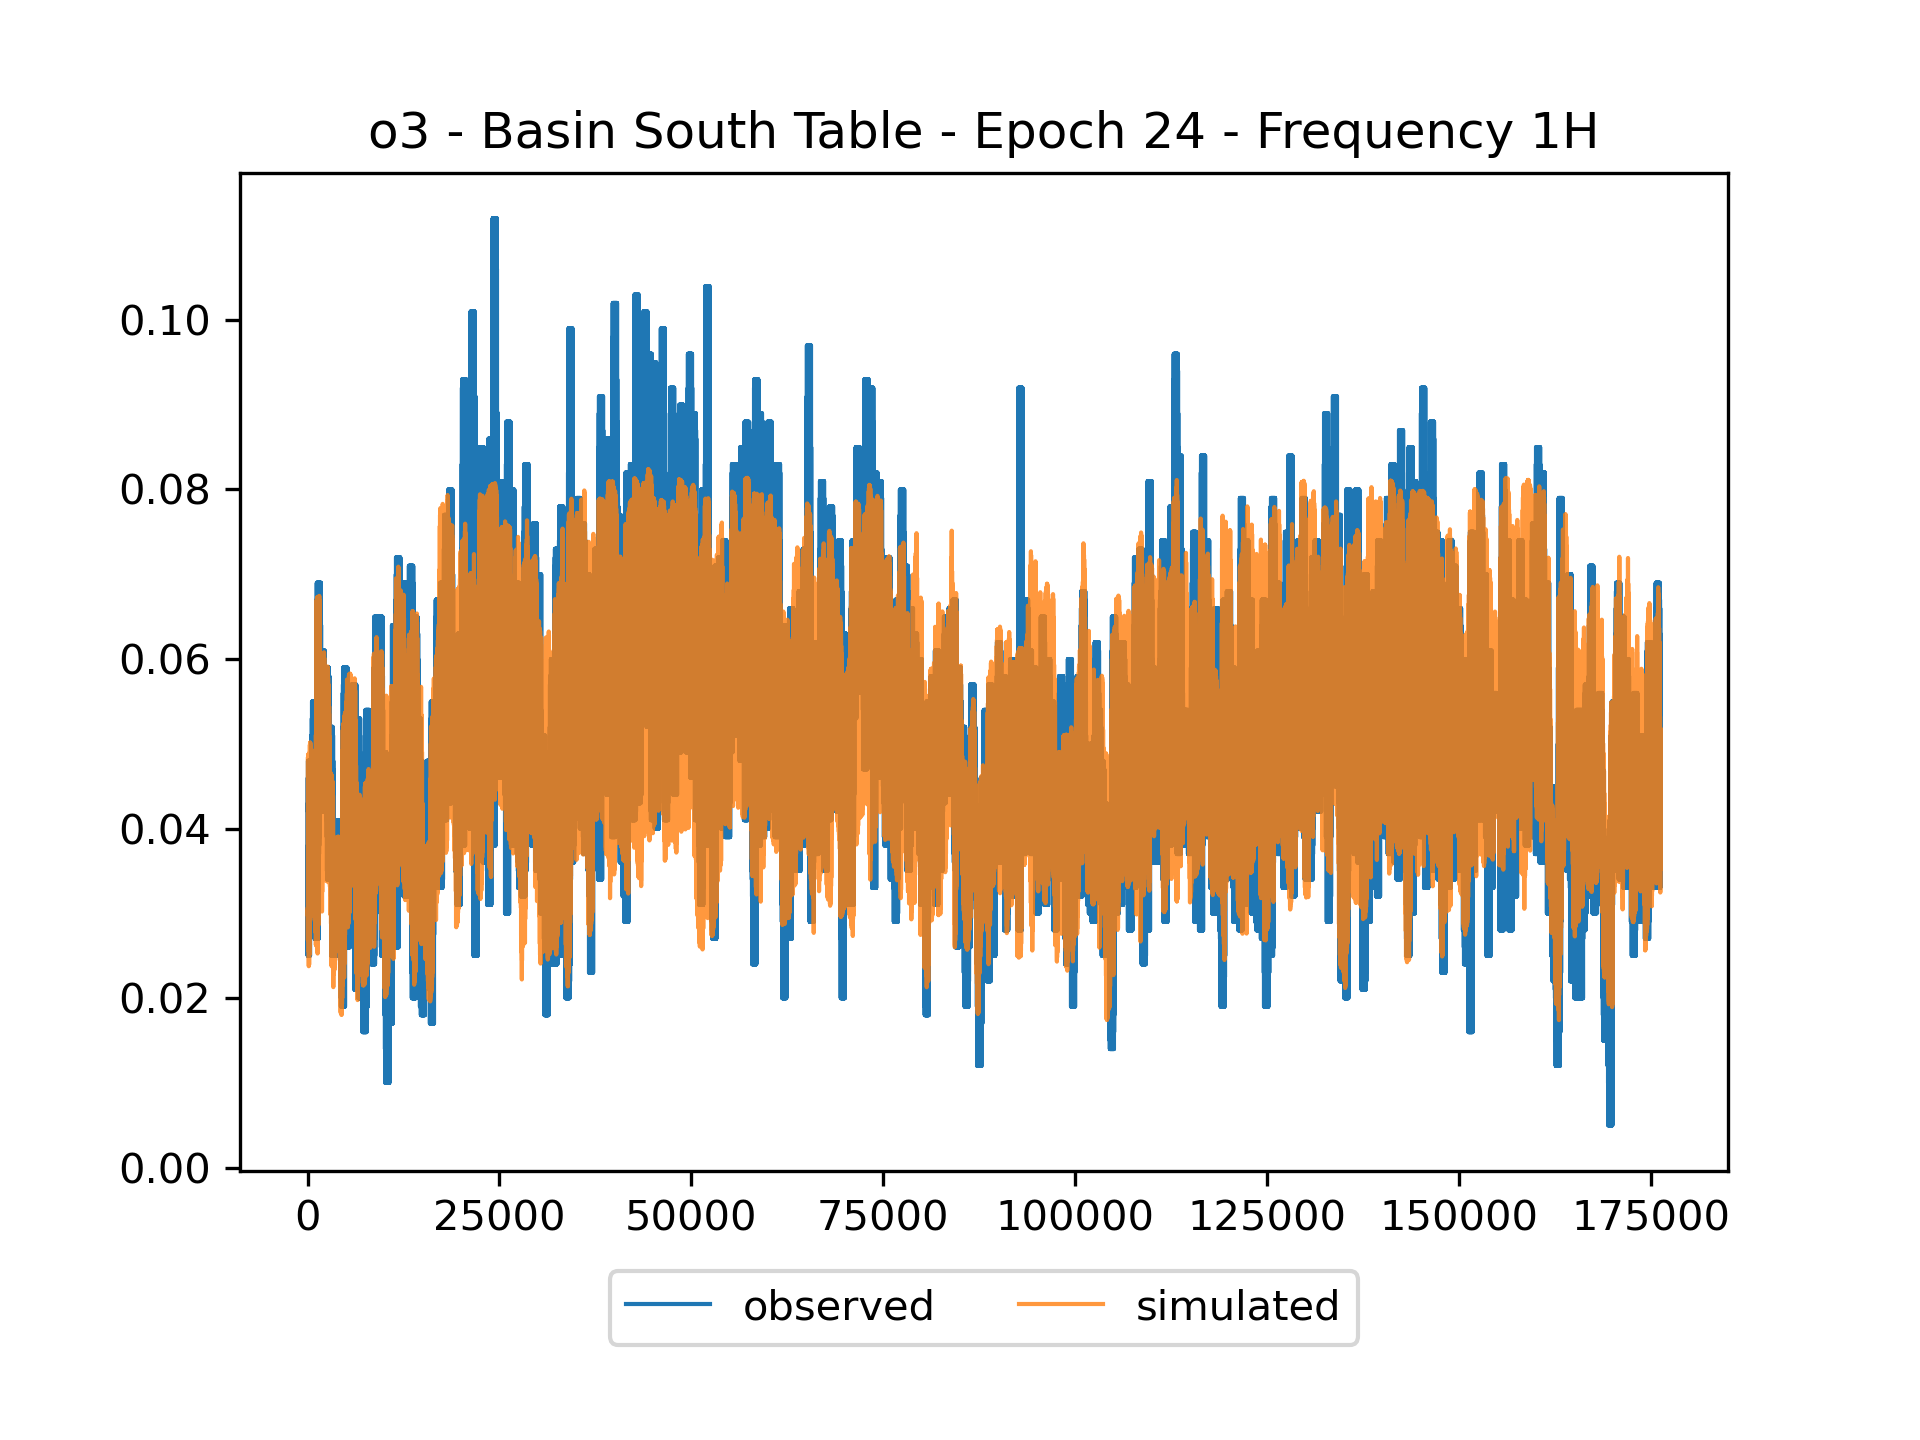 o3 - Basin South Table - Epoch 24 - Frequency 1H
0.10
0.08
0.06
0.04
0.02
0.00
0 25000 50000 75000 100000 125000 150000 175000
observed simulated